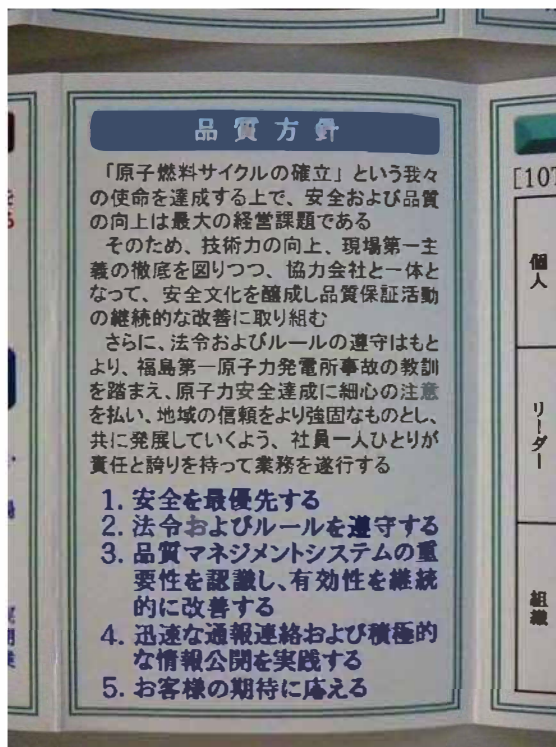 品質方針
「原子燃料サイクルの確立」という我々
の使命を達成する上で、安全および品質
の向上は最大の経営課題である
そのため、技術力の向上、現場第一主
義の徹底を図りつつ、協力会社と一体と
なって、安全文化を醸成し品質保証活動
の継続的な改善に取り組む
さらに、法令およびルールの遵守はもと
より、福島第一原子力発電所事故の教訓
を踏まえ、原子力安全達成に細心の注意
を払い、地域の信頼をより強固なものとし、
共に発展していくよう、社員一人ひとりが
責任と誇りを持って業務を遂行する
1. 安全を最優先する
2. 法令およびルールを遵守する
3. 品質マネジメントシステムの重
要性を認識し、有効性を継続
的に改善する
4. 迅速な通報連絡および積極的
な情報公開を実践する
5. お客様の期待に応える
[107
個人
リーダー
組織